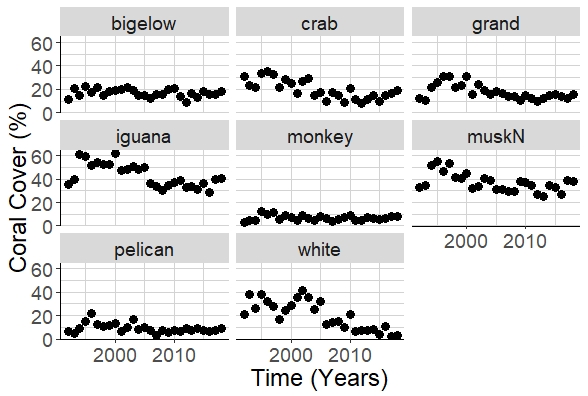 bigelow crab grand
60
40
20
0
iguana monkey muskN
60
40
20
0
2000 2010
pelican white
60
40
20
0
2000 2010 2000 2010
Time (Years)
Coral Cover (%)